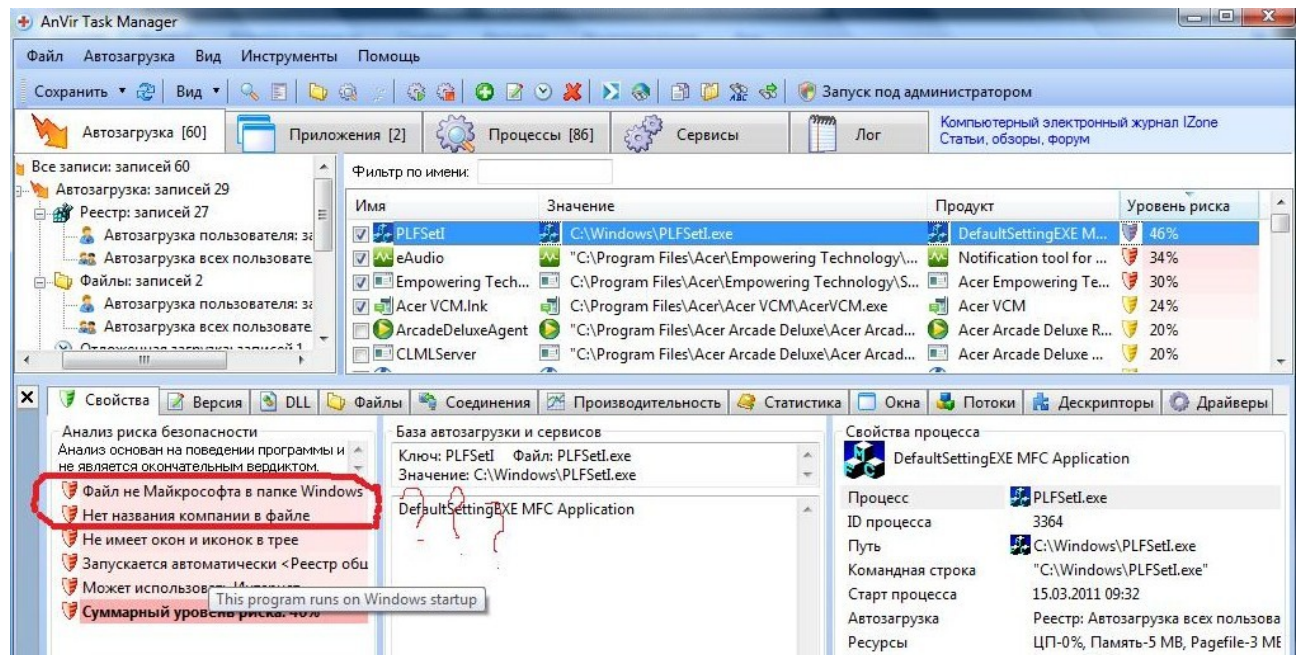 AnVir Task Manager
Файл Автозагрузка Вид Инструменты Помощь
Сохранить Вид Запуск под администратором
Автозагрузка [60] Приложения [2] Процессы [86] Сервисы Лог
Компьютерный электронный журнал IZone
Статьи, обзоры, форум
Все записи: записей 60
Автозагрузка: записей 29
Реестр: записей 27
Автозагрузка пользователя: за
Автозагрузка всех пользовате
Файлы: записей 2
Автозагрузка пользователя: за
Автозагрузка всех пользовате
Фильтр по имени:
Имя Значение Продукт Уровень риска
PLFSetI C:\Windows\PLFSetI.exe DefaultSettingEXE M... 46%
eAudio "C:\Program Files\Acer\Empowering Technology\... Notification tool for ... 34%
Empowering Tech... C:\Program Files\Acer\Empowering Technology\S... Acer Empowering Te... 30%
Acer VCM.lnk C:\Program Files\Acer\Acer VCM\AcerVCM.exe Acer VCM 24%
ArcadeDeluxeAgent "C:\Program Files\Acer Arcade Deluxe\Acer Arcad... Acer Arcade Deluxe R... 20%
CLMLServer "C:\Program Files\Acer Arcade Deluxe\Acer Arcad... Acer Arcade Deluxe ... 20%
Свойства Версия DLL Файлы Соединения Производительность Статистика Окна Потоки Дескрипторы Драйверы
Анализ риска безопасности
Анализ основан на поведении программы и
не является окончательным вердиктом.
Файл не Майкрософта в папке Windows
Нет названия компании в файле
Не имеет окон и иконок в трее
Запускается автоматически <Реестр общ
Может использовать
This program runs on Windows startup
Суммарный уровень риска: 46%
База автозагрузки и сервисов
Ключ: PLFSetI Файл: PLFSetI.exe
Значение: C:\Windows\PLFSetI.exe
DefaultSettingEXE MFC Application
? ? ?
Свойства процесса
DefaultSettingEXE MFC Application
Процесс PLFSetI.exe
ID процесса 3364
Путь C:\Windows\PLFSetI.exe
Командная строка "C:\Windows\PLFSetI.exe"
Старт процесса 15.03.2011 09:32
Автозагрузка Реестр: Автозагрузка всех пользова
Ресурсы ЦП-0%, Память-5 MB, Pagefile-3 МЕ